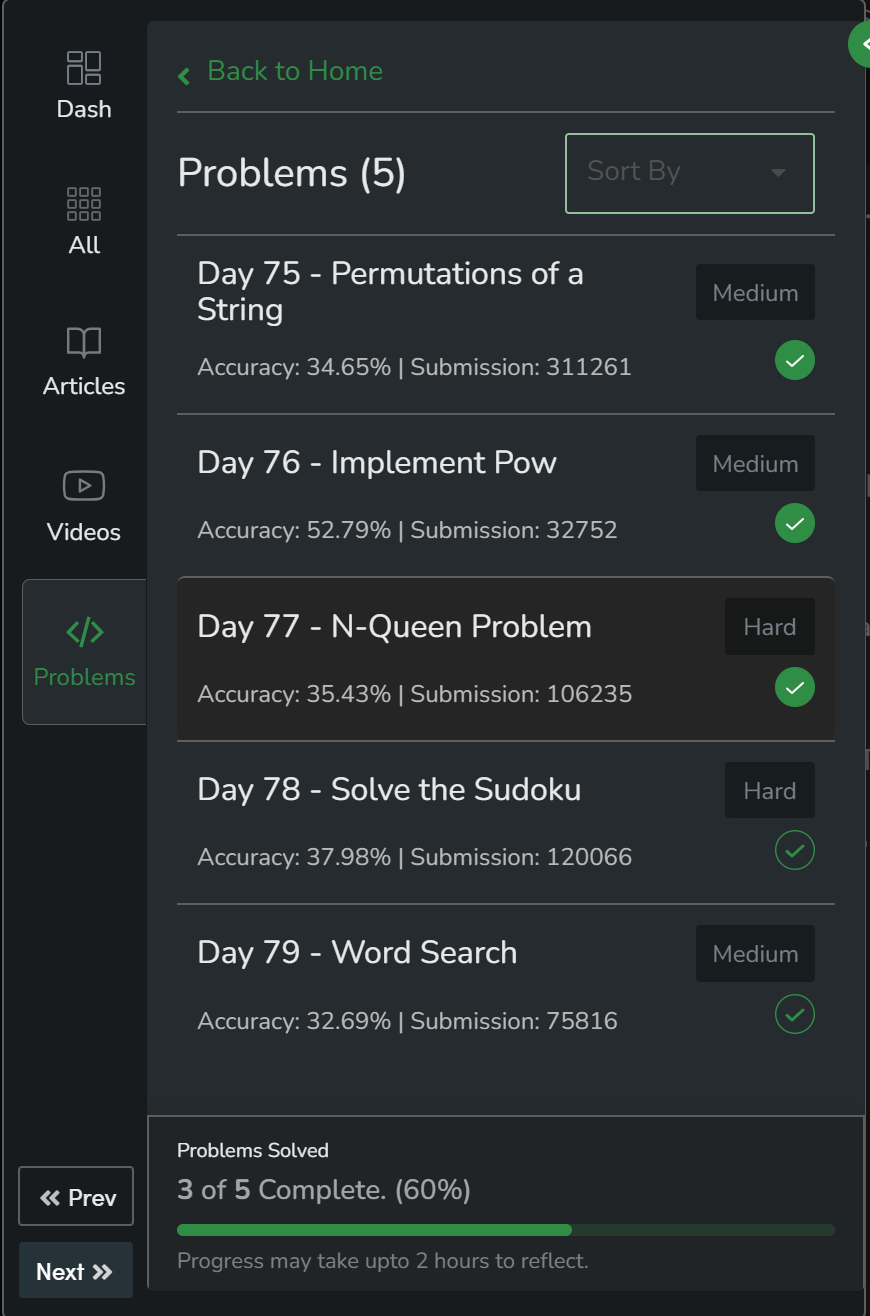 Dash
All
Articles
Videos
Problems
Prev
Next
Back to Home
Problems (5)
Sort By
Day 75 - Permutations of a
String
Medium
Accuracy: 34.65% | Submission: 311261
Day 76 - Implement Pow
Medium
Accuracy: 52.79% | Submission: 32752
Day 77 - N-Queen Problem
Hard
Accuracy: 35.43% | Submission: 106235
Day 78 - Solve the Sudoku
Hard
Accuracy: 37.98% | Submission: 120066
Day 79 - Word Search
Medium
Accuracy: 32.69% | Submission: 75816
Problems Solved
3 of 5 Complete. (60%)
Progress may take upto 2 hours to reflect.